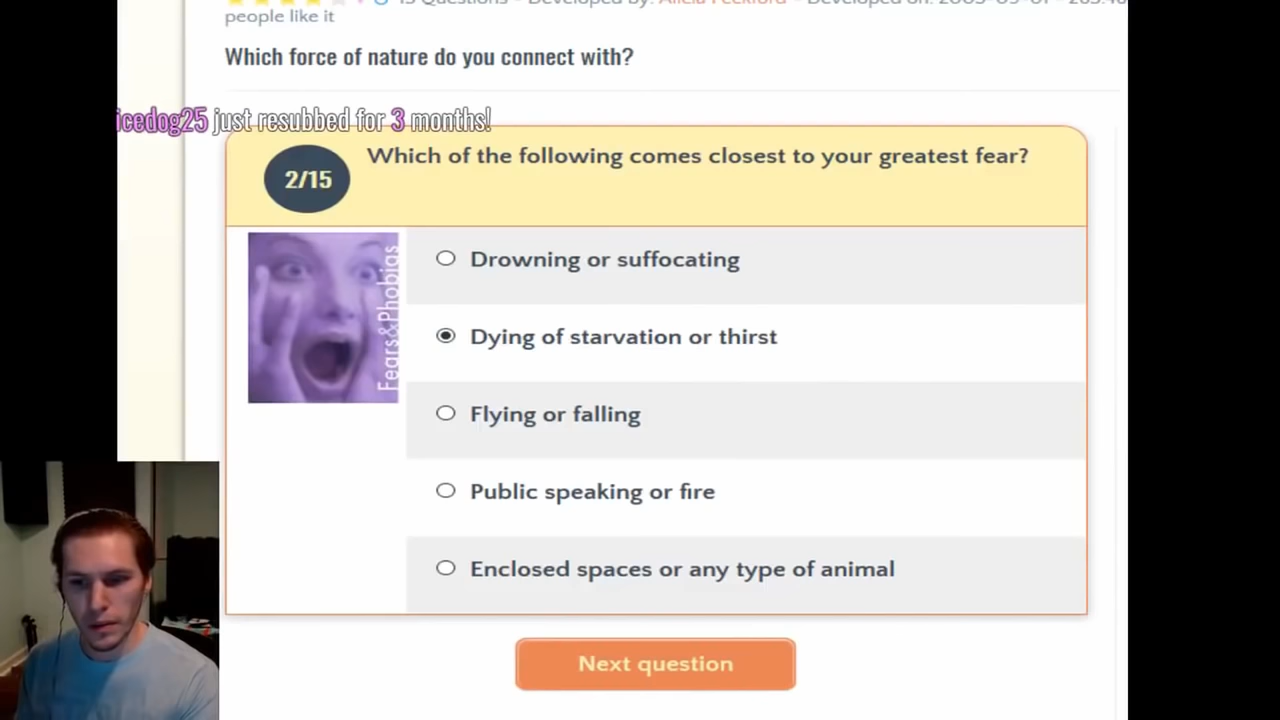 people like it
Which force of nature do you connect with?
icedog25 just resubbed for 3 months!
2/15
Which of the following comes closest to your greatest fear?
Fears&Phobias
Drowning or suffocating
Dying of starvation or thirst
Flying or falling
Public speaking or fire
Enclosed spaces or any type of animal
Next question